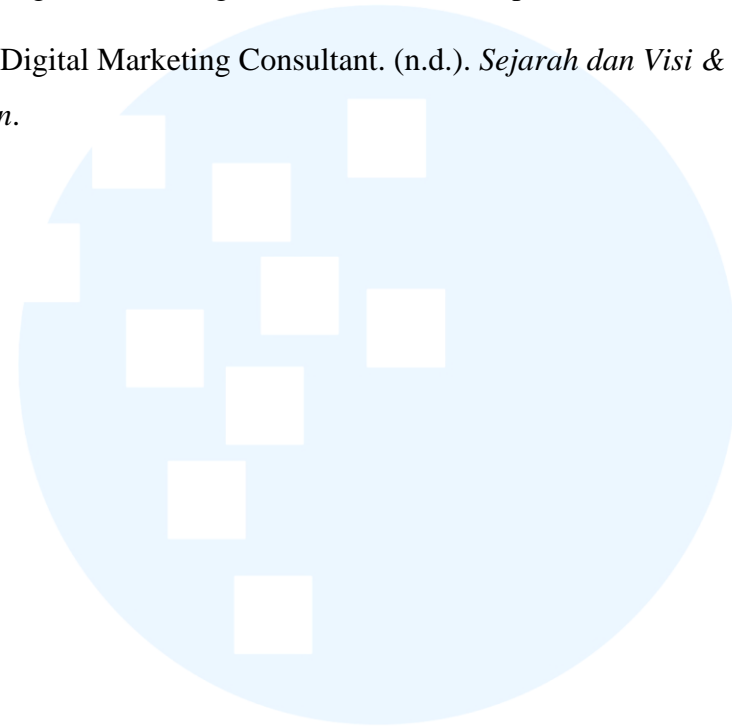 Digital Marketing Consultant. (n.d.). Sejarah dan Visi &
n.